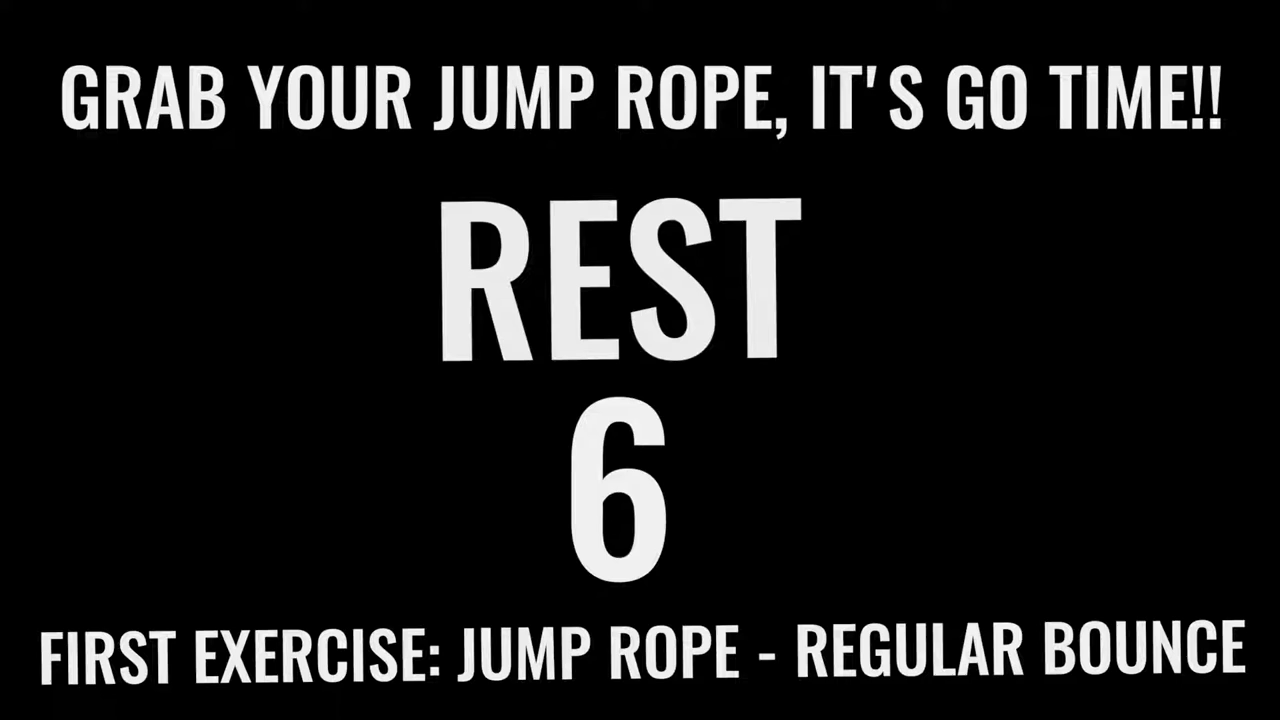 GRAB YOUR JUMP ROPE, IT'S GO TIME!!
REST
6
FIRST EXERCISE: JUMP ROPE - REGULAR BOUNCE